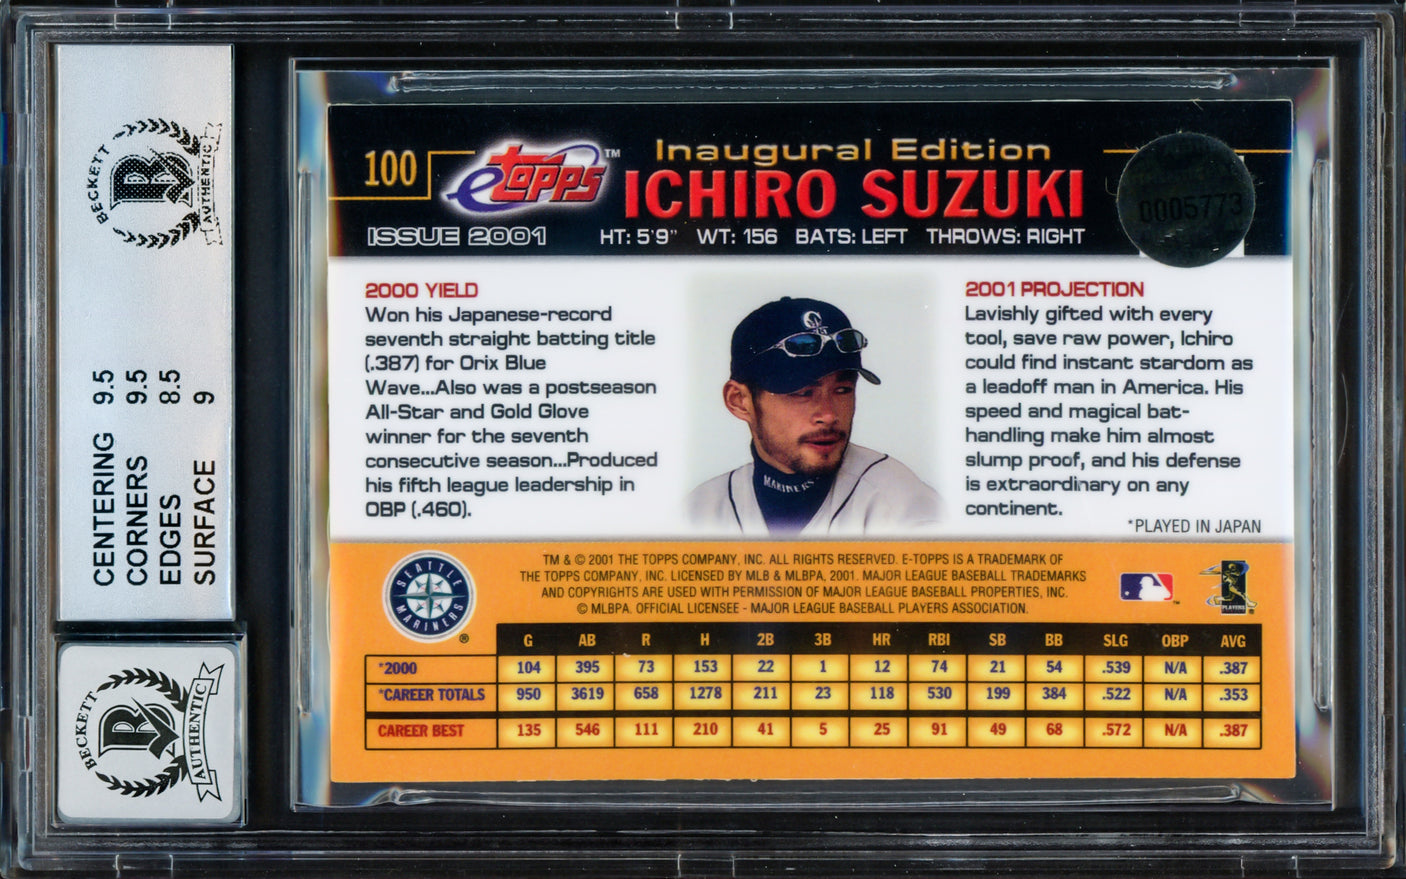 BECKETT
B
AUTHENTIC
CENTERING 9.5
CORNERS 9.5
EDGES 8.5
SURFACE 9
BECKETT
B
AUTHENTIC
100
etopps™
Inaugural Edition
ICHIRO SUZUKI
0005773
ISSUE 2001
HT: 5'9" WT: 156 BATS: LEFT THROWS: RIGHT
2000 YIELD
Won his Japanese-record
seventh straight batting title
(.387) for Orix Blue
Wave...Also was a postseason
All-Star and Gold Glove
winner for the seventh
consecutive season...Produced
his fifth league leadership in
OBP (.460).
S
MARINERS
2001 PROJECTION
Lavishly gifted with every
tool, save raw power, Ichiro
could find instant stardom as
a leadoff man in America. His
speed and magical bat-
handling make him almost
slump proof, and his defense
is extraordinary on any
continent.
*PLAYED IN JAPAN
SEATTLE
MARINERS
®
TM & © 2001 THE TOPPS COMPANY, INC. ALL RIGHTS RESERVED. E-TOPPS IS A TRADEMARK OF
THE TOPPS COMPANY, INC. LICENSED BY MLB & MLBPA, 2001. MAJOR LEAGUE BASEBALL TRADEMARKS
AND COPYRIGHTS ARE USED WITH PERMISSION OF MAJOR LEAGUE BASEBALL PROPERTIES, INC.
© MLBPA. OFFICIAL LICENSEE - MAJOR LEAGUE BASEBALL PLAYERS ASSOCIATION.
™
PLAYERS
®
G AB R H 2B 3B HR RBI SB BB SLG OBP AVG
*2000 104 395 73 153 22 1 12 74 21 54 .539 N/A .387
*CAREER TOTALS 950 3619 658 1278 211 23 118 530 199 384 .522 N/A .353
CAREER BEST 135 546 111 210 41 5 25 91 49 68 .572 N/A .387